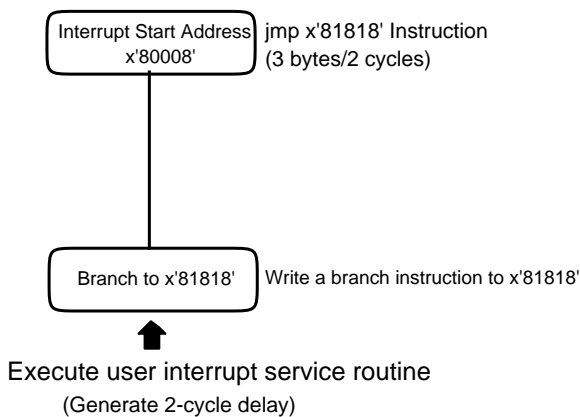 Interrupt Start Address
x'80008'
jmp x'81818' Instruction
(3 bytes/2 cycles)
Branch to x'81818'
Write a branch instruction to x'81818'
Execute user interrupt service routine
(Generate 2-cycle delay)